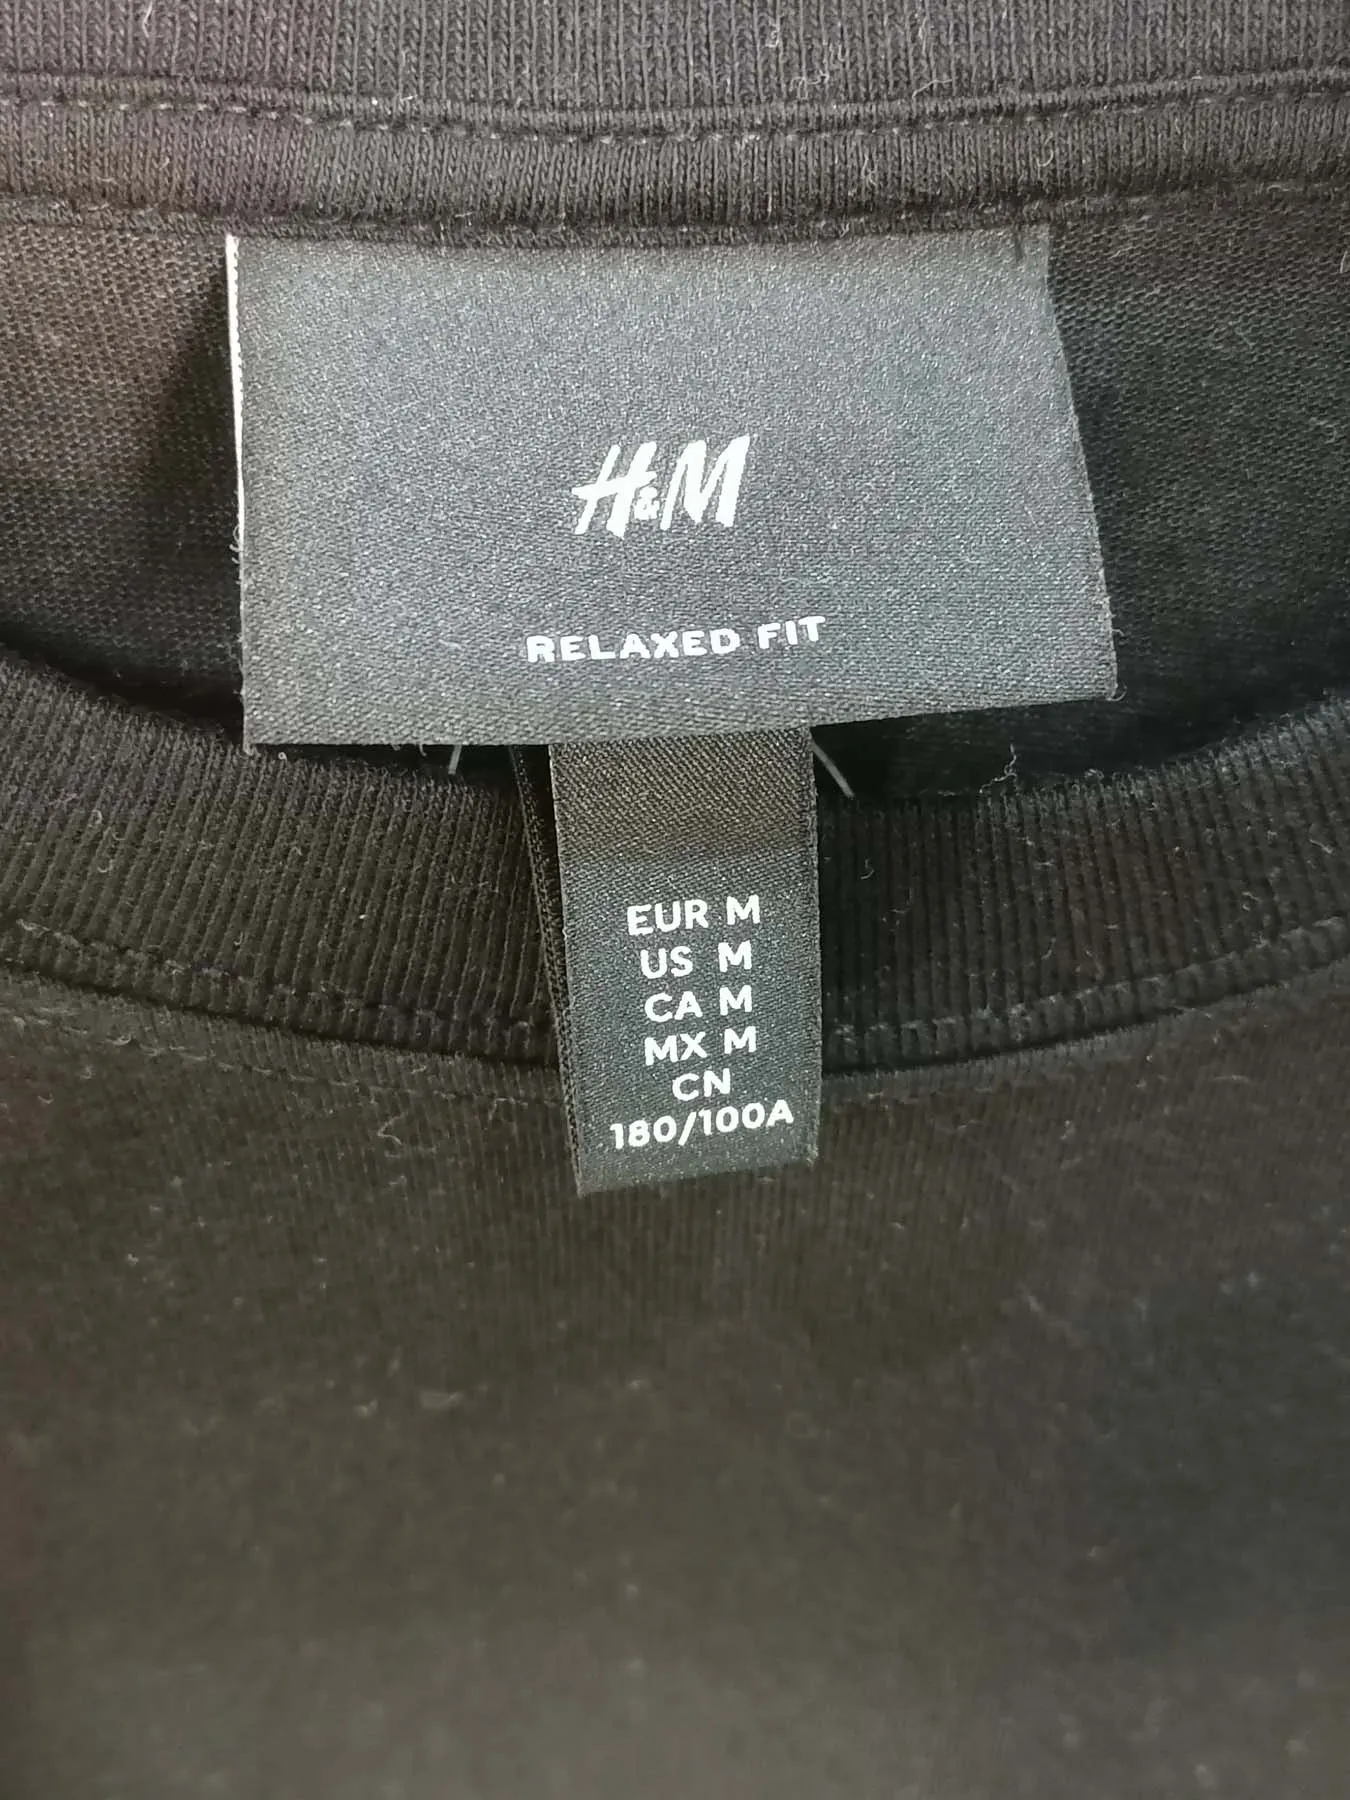 H&M
RELAXED FIT
EUR M
US M
CA M
MX M
CN
180/100A